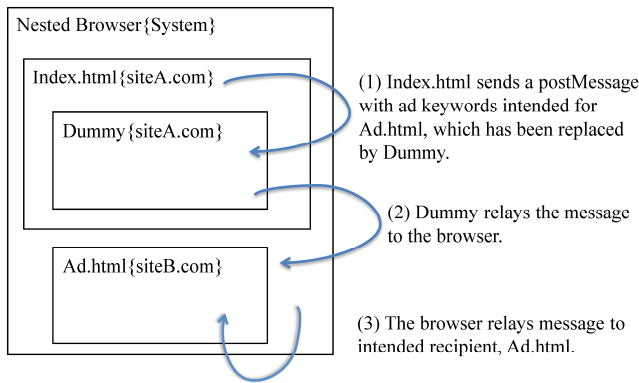 Nested Browser{System}
Index.html{siteA.com}
Dummy{siteA.com}
Ad.html{siteB.com}
(1) Index.html sends a postMessage
with ad keywords intended for
Ad.html, which has been replaced
by Dummy.
(2) Dummy relays the message
to the browser.
(3) The browser relays message to
intended recipient, Ad.html.